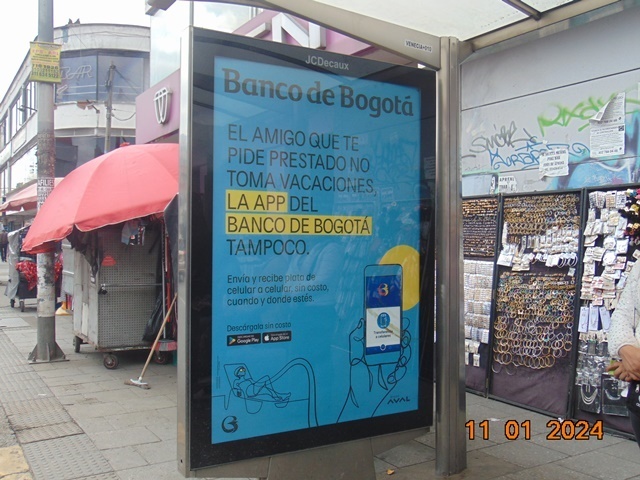 JCDecaux
Banco de Bogotá
EL AMIGO QUE TE
PIDE PRESTADO NO
TOMA VACACIONES,
LA APP DEL
BANCO DE BOGOTÁ
TAMPOCO.
Envía y recibe plata de
celular a celular, sin costo,
cuando y donde estés.
Descárgala sin costo
Google Play
App Store
AVAL
11 01 2024